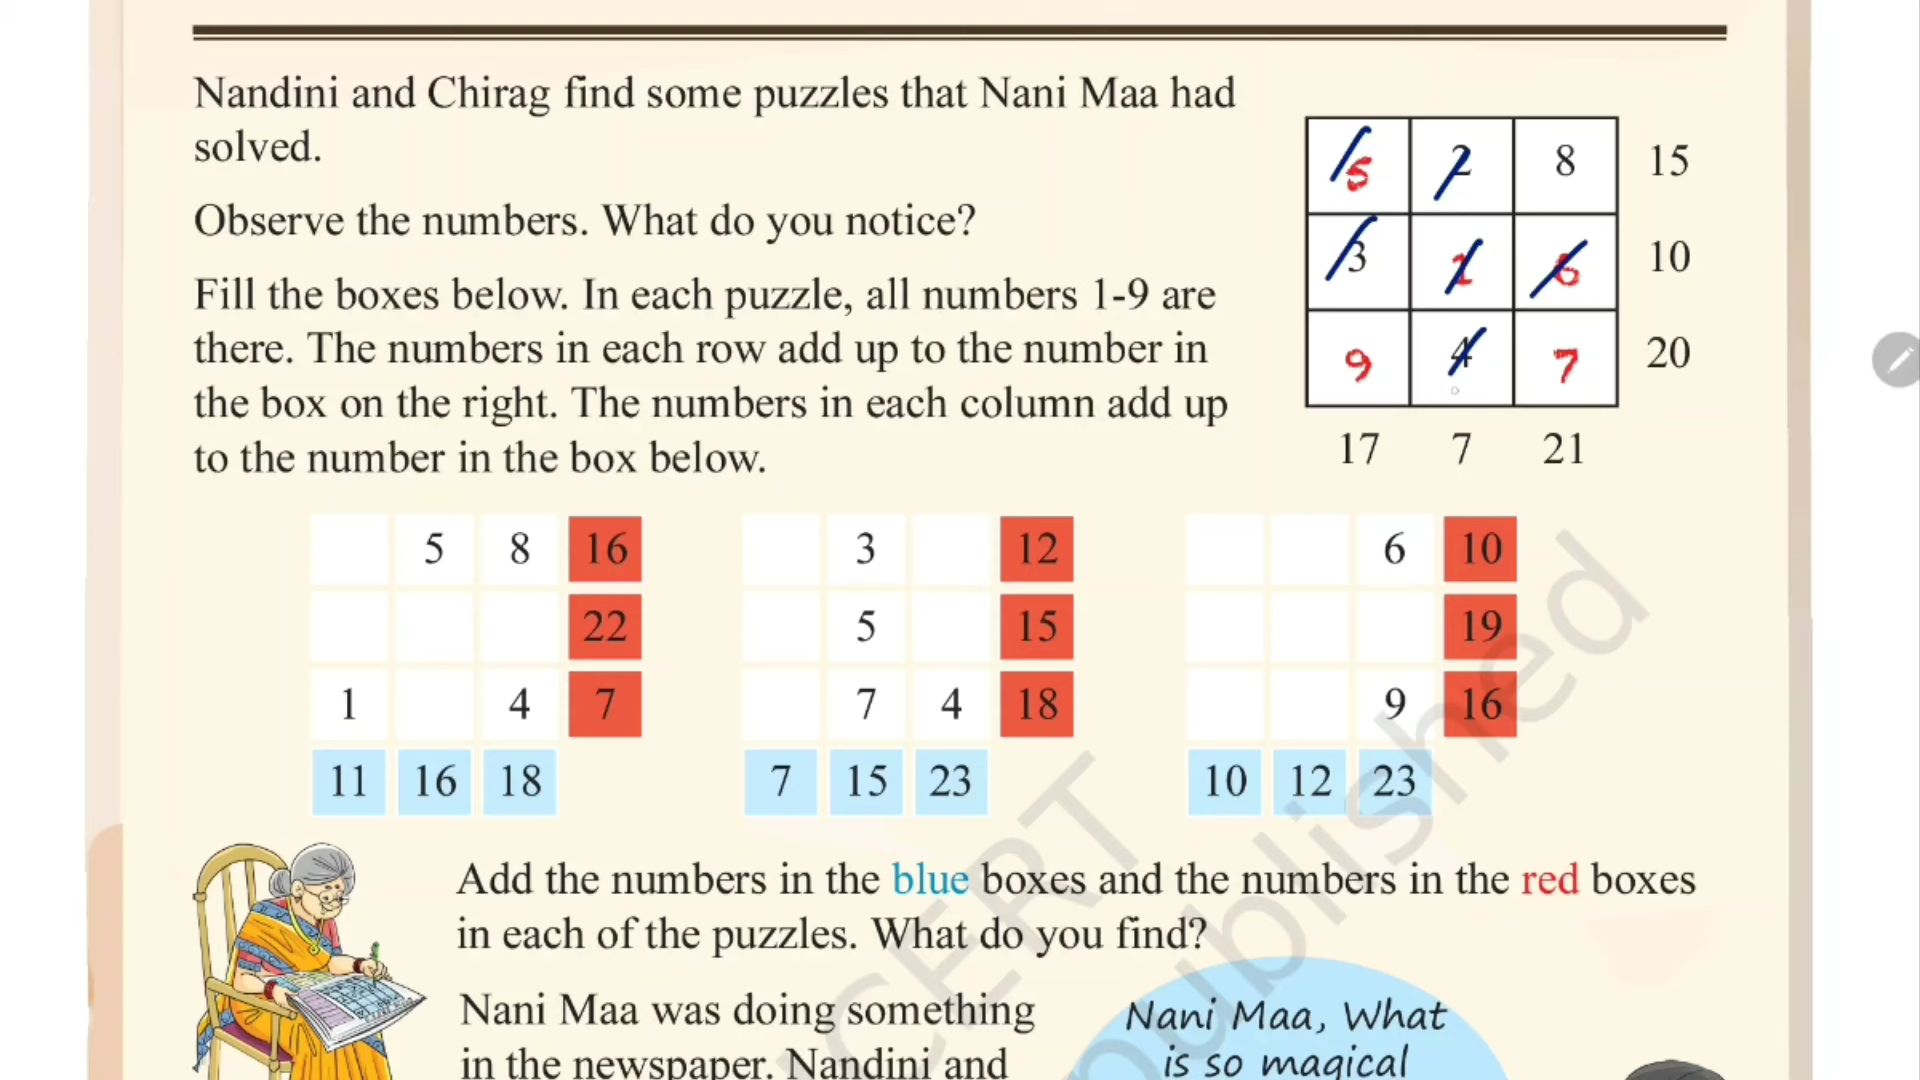 Nandini and Chirag find some puzzles that Nani Maa had
solved.
Observe the numbers. What do you notice?
Fill the boxes below. In each puzzle, all numbers 1-9 are
there. The numbers in each row add up to the number in
the box on the right. The numbers in each column add up
to the number in the box below.
5 2 8 15
3 1 6 10
9 4 7 20
17 7 21
5 8 16
22
1 4 7
11 16 18
3 12
5 15
7 4 18
7 15 23
6 10
19
9 16
10 12 23
Add the numbers in the blue boxes and the numbers in the red boxes
in each of the puzzles. What do you find?
Nani Maa was doing something
in the newspaper. Nandini and
Nani Maa, What
is so magical
published